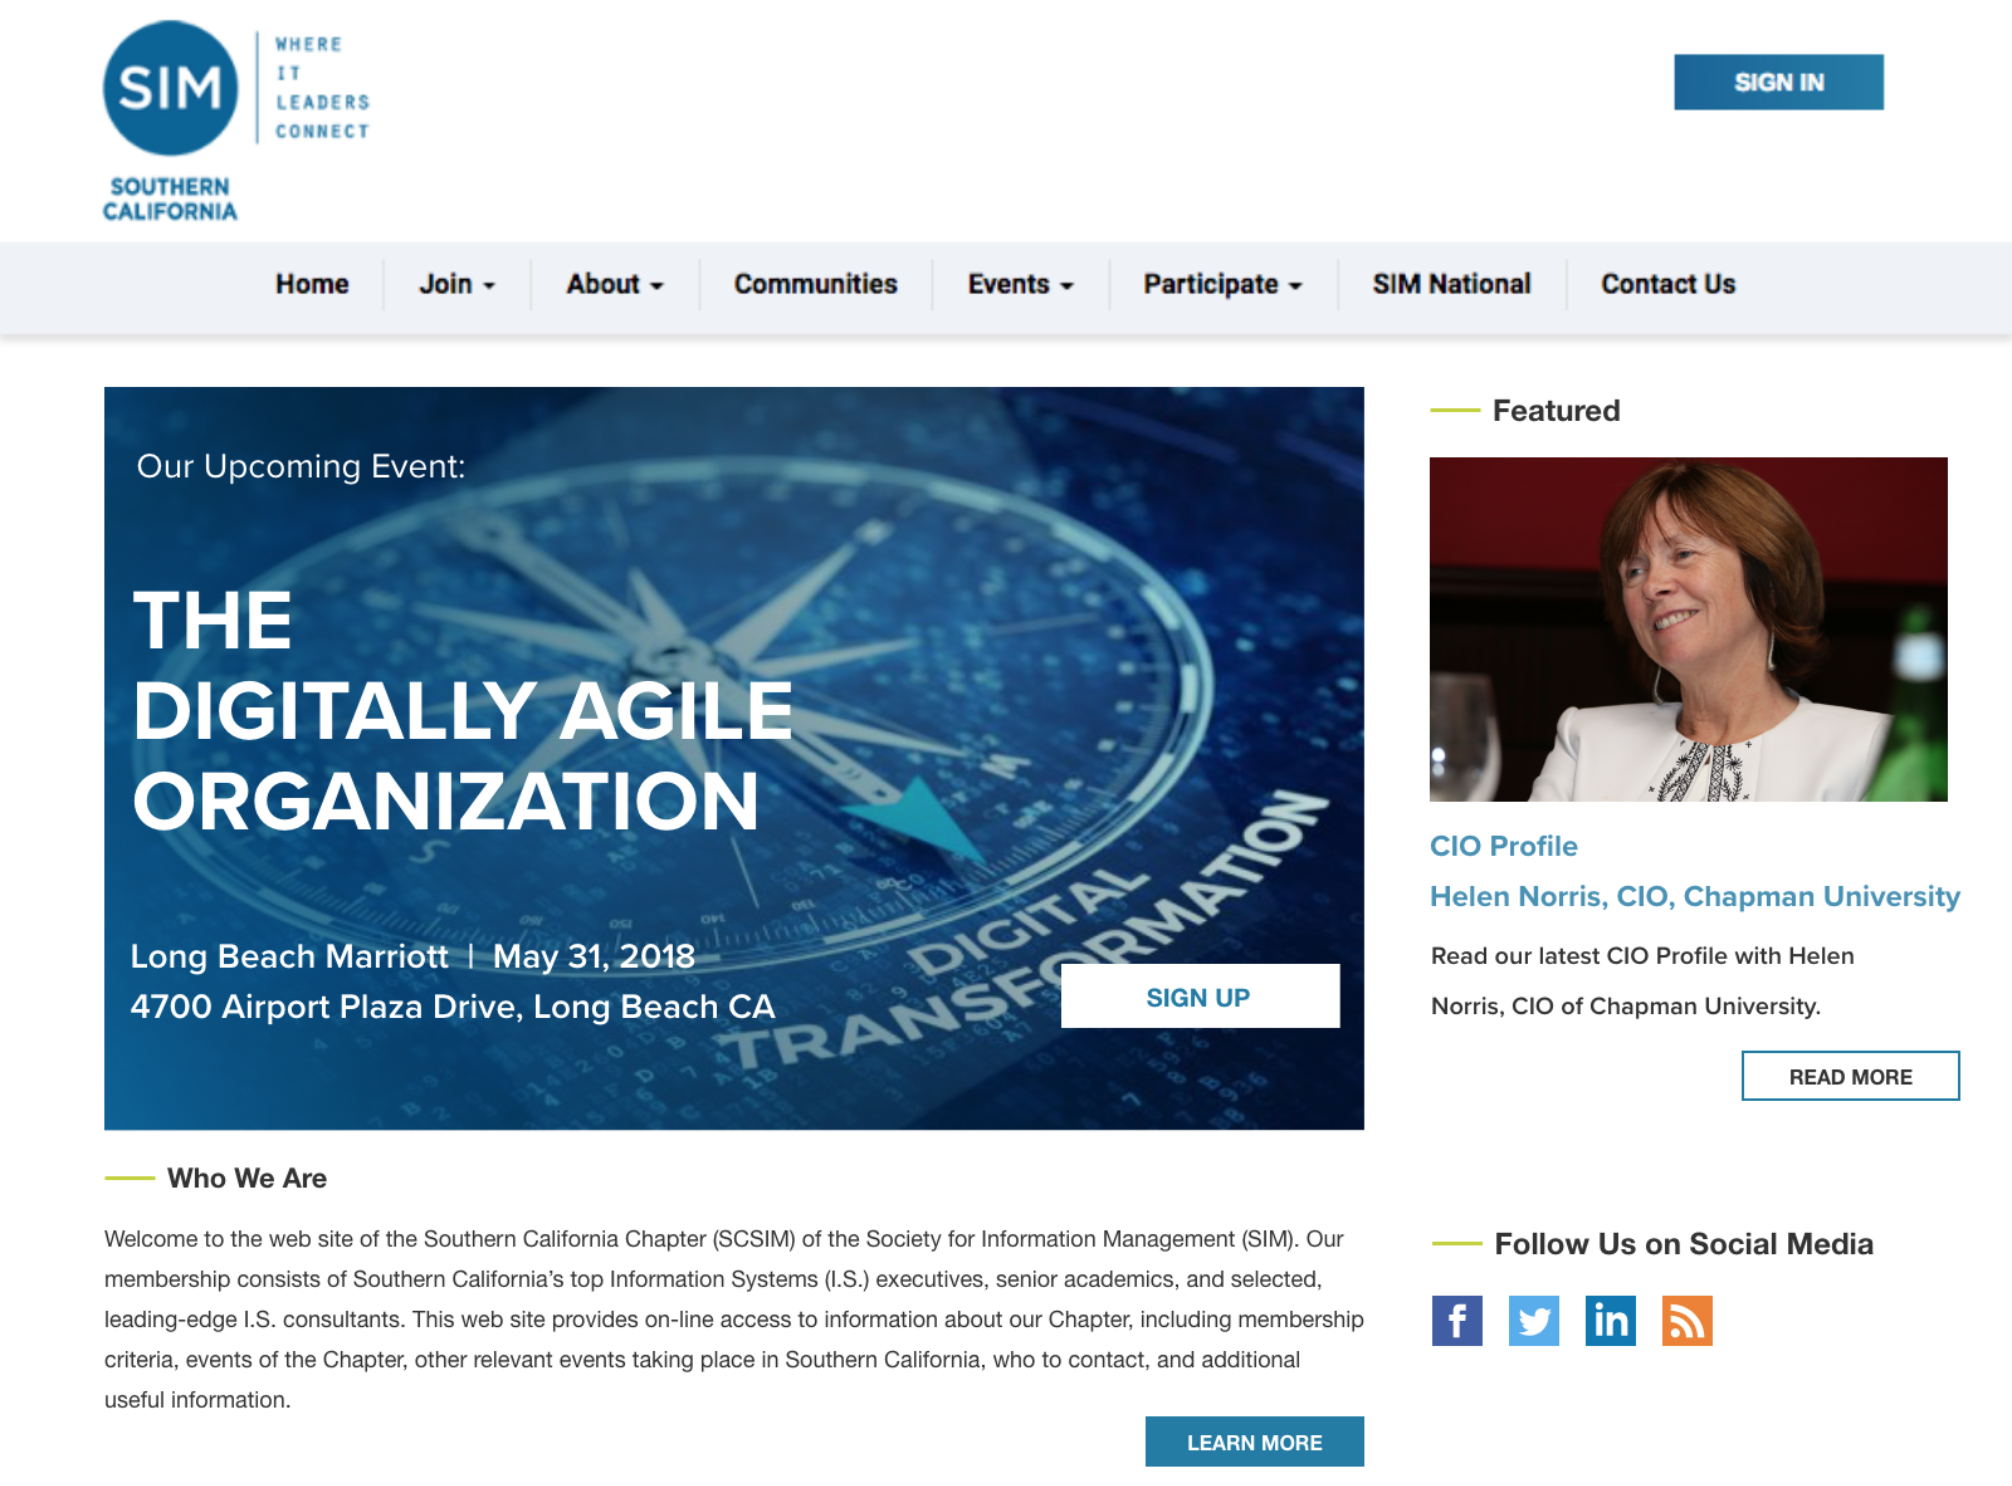 SIM
WHERE
IT
LEADERS
CONNECT
SOUTHERN
CALIFORNIA
SIGN IN
Home
Join
About
Communities
Events
Participate
SIM National
Contact Us
Our Upcoming Event:
THE
DIGITALLY AGILE
ORGANIZATION
Long Beach Marriott | May 31, 2018
4700 Airport Plaza Drive, Long Beach CA
DIGITAL
TRANSFORMATION
SIGN UP
Featured
CIO Profile
Helen Norris, CIO, Chapman University
Read our latest CIO Profile with Helen
Norris, CIO of Chapman University.
READ MORE
Who We Are
Welcome to the web site of the Southern California Chapter (SCSIM) of the Society for Information Management (SIM). Our
membership consists of Southern California’s top Information Systems (I.S.) executives, senior academics, and selected,
leading-edge I.S. consultants. This web site provides on-line access to information about our Chapter, including membership
criteria, events of the Chapter, other relevant events taking place in Southern California, who to contact, and additional
useful information.
LEARN MORE
Follow Us on Social Media
f
in